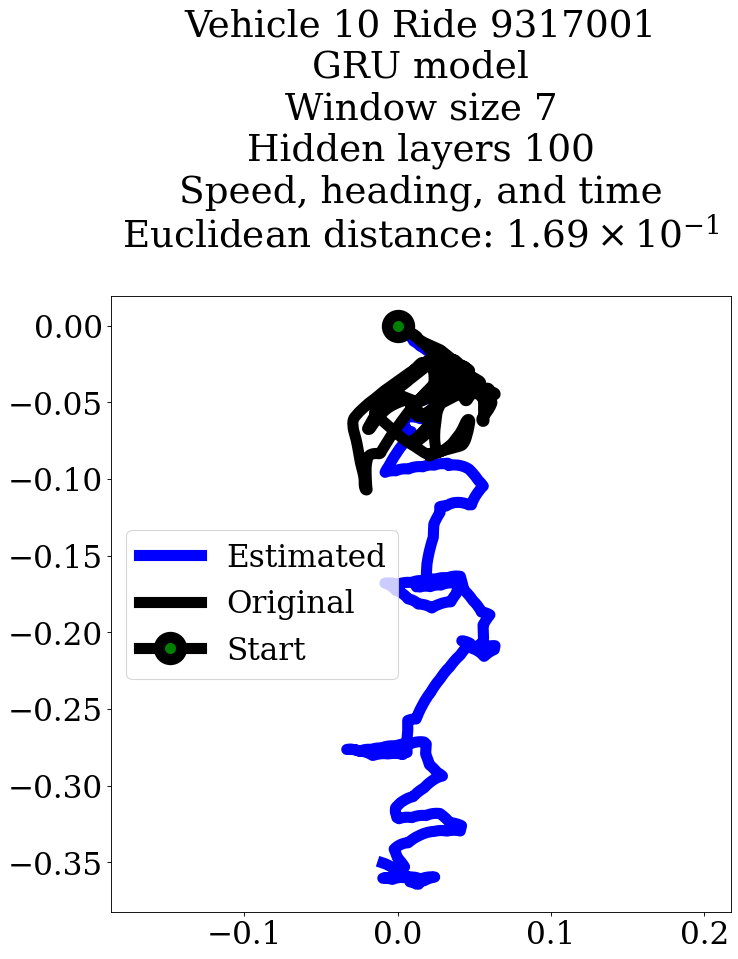 Vehicle 10 Ride 9317001
GRU model
Window size 7
Hidden layers 100
Speed, heading, and time
Euclidean distance: 1.69 × 10⁻¹
0.00
−0.05
−0.10
−0.15
−0.20
−0.25
−0.30
−0.35
Estimated
Original
Start
−0.1
0.0
0.1
0.2